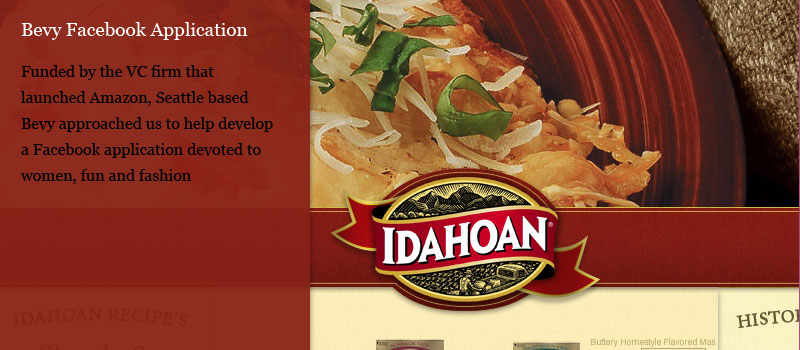 Bevy Facebook Application
Funded by the VC firm that
launched Amazon, Seattle based
Bevy approached us to help develop
a Facebook application devoted to
women, fun and fashion
IDAHOAN®
IDAHOAN RECIPE'S
HISTO
Buttery Homestyle Flavored Mas